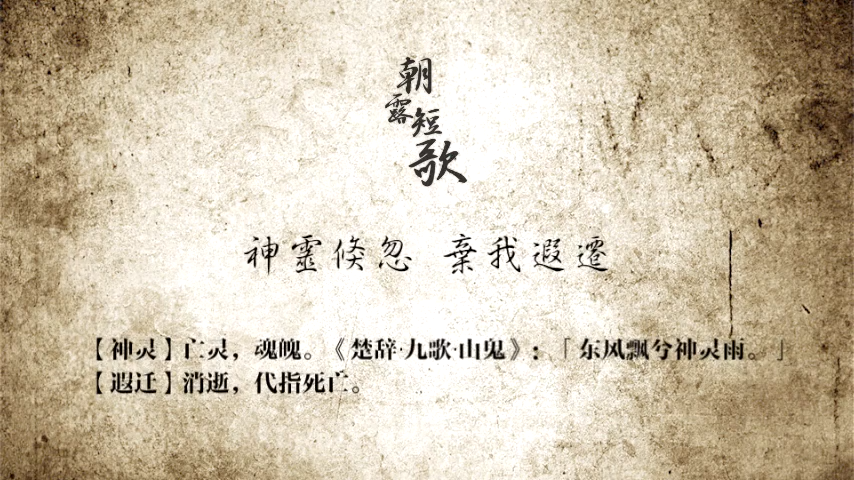 朝露短歌
神靈倏忽 棄我遐遷
【神灵】亡灵，魂魄。《楚辞·九歌·山鬼》：「东风飘兮神灵雨。」
【遐迁】消逝，代指死亡。